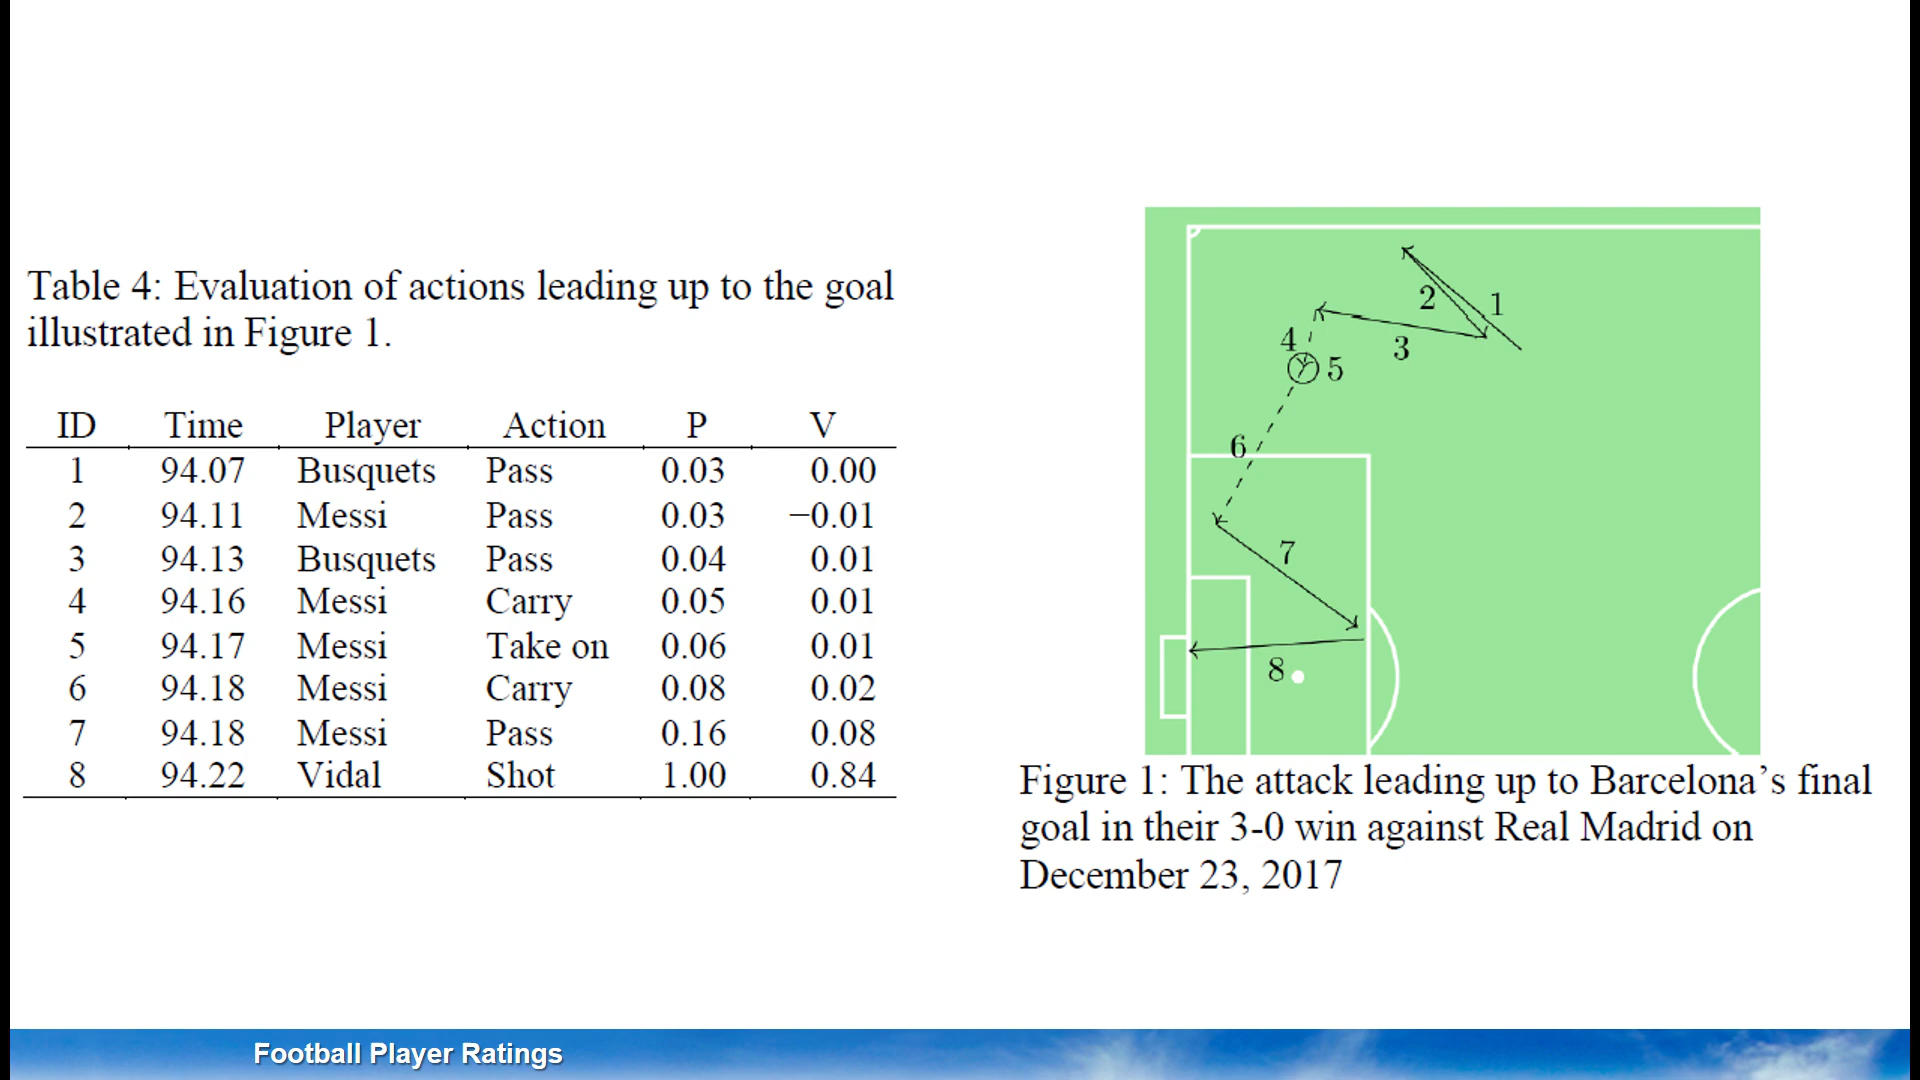 Table 4: Evaluation of actions leading up to the goal
illustrated in Figure 1.
ID Time Player Action P V
1 94.07 Busquets Pass 0.03 0.00
2 94.11 Messi Pass 0.03 −0.01
3 94.13 Busquets Pass 0.04 0.01
4 94.16 Messi Carry 0.05 0.01
5 94.17 Messi Take on 0.06 0.01
6 94.18 Messi Carry 0.08 0.02
7 94.18 Messi Pass 0.16 0.08
8 94.22 Vidal Shot 1.00 0.84
1
2
3
4
5
6
7
8
Figure 1: The attack leading up to Barcelona’s final
goal in their 3-0 win against Real Madrid on
December 23, 2017
Football Player Ratings